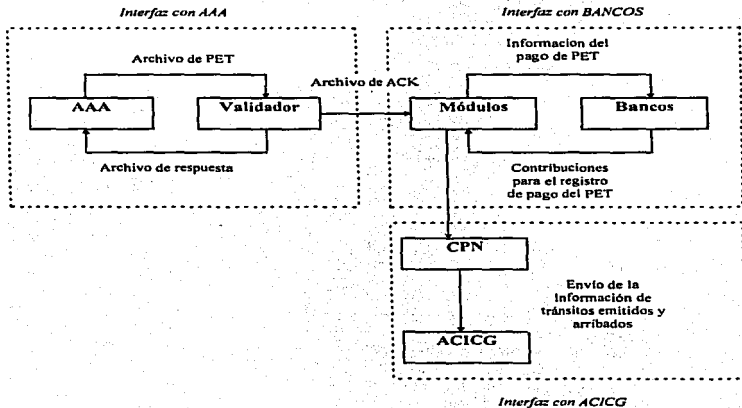 Interfaz con AAA
Interfaz con BANCOS
Archivo de PET
AAA
Validador
Archivo de respuesta
Archivo de ACK
Información del
pago de PET
Módulos
Bancos
Contribuciones
para el registro
de pago del PET
CPN
ACICG
Envío de la
información de
tránsitos emitidos y
arribados
Interfaz con ACICG